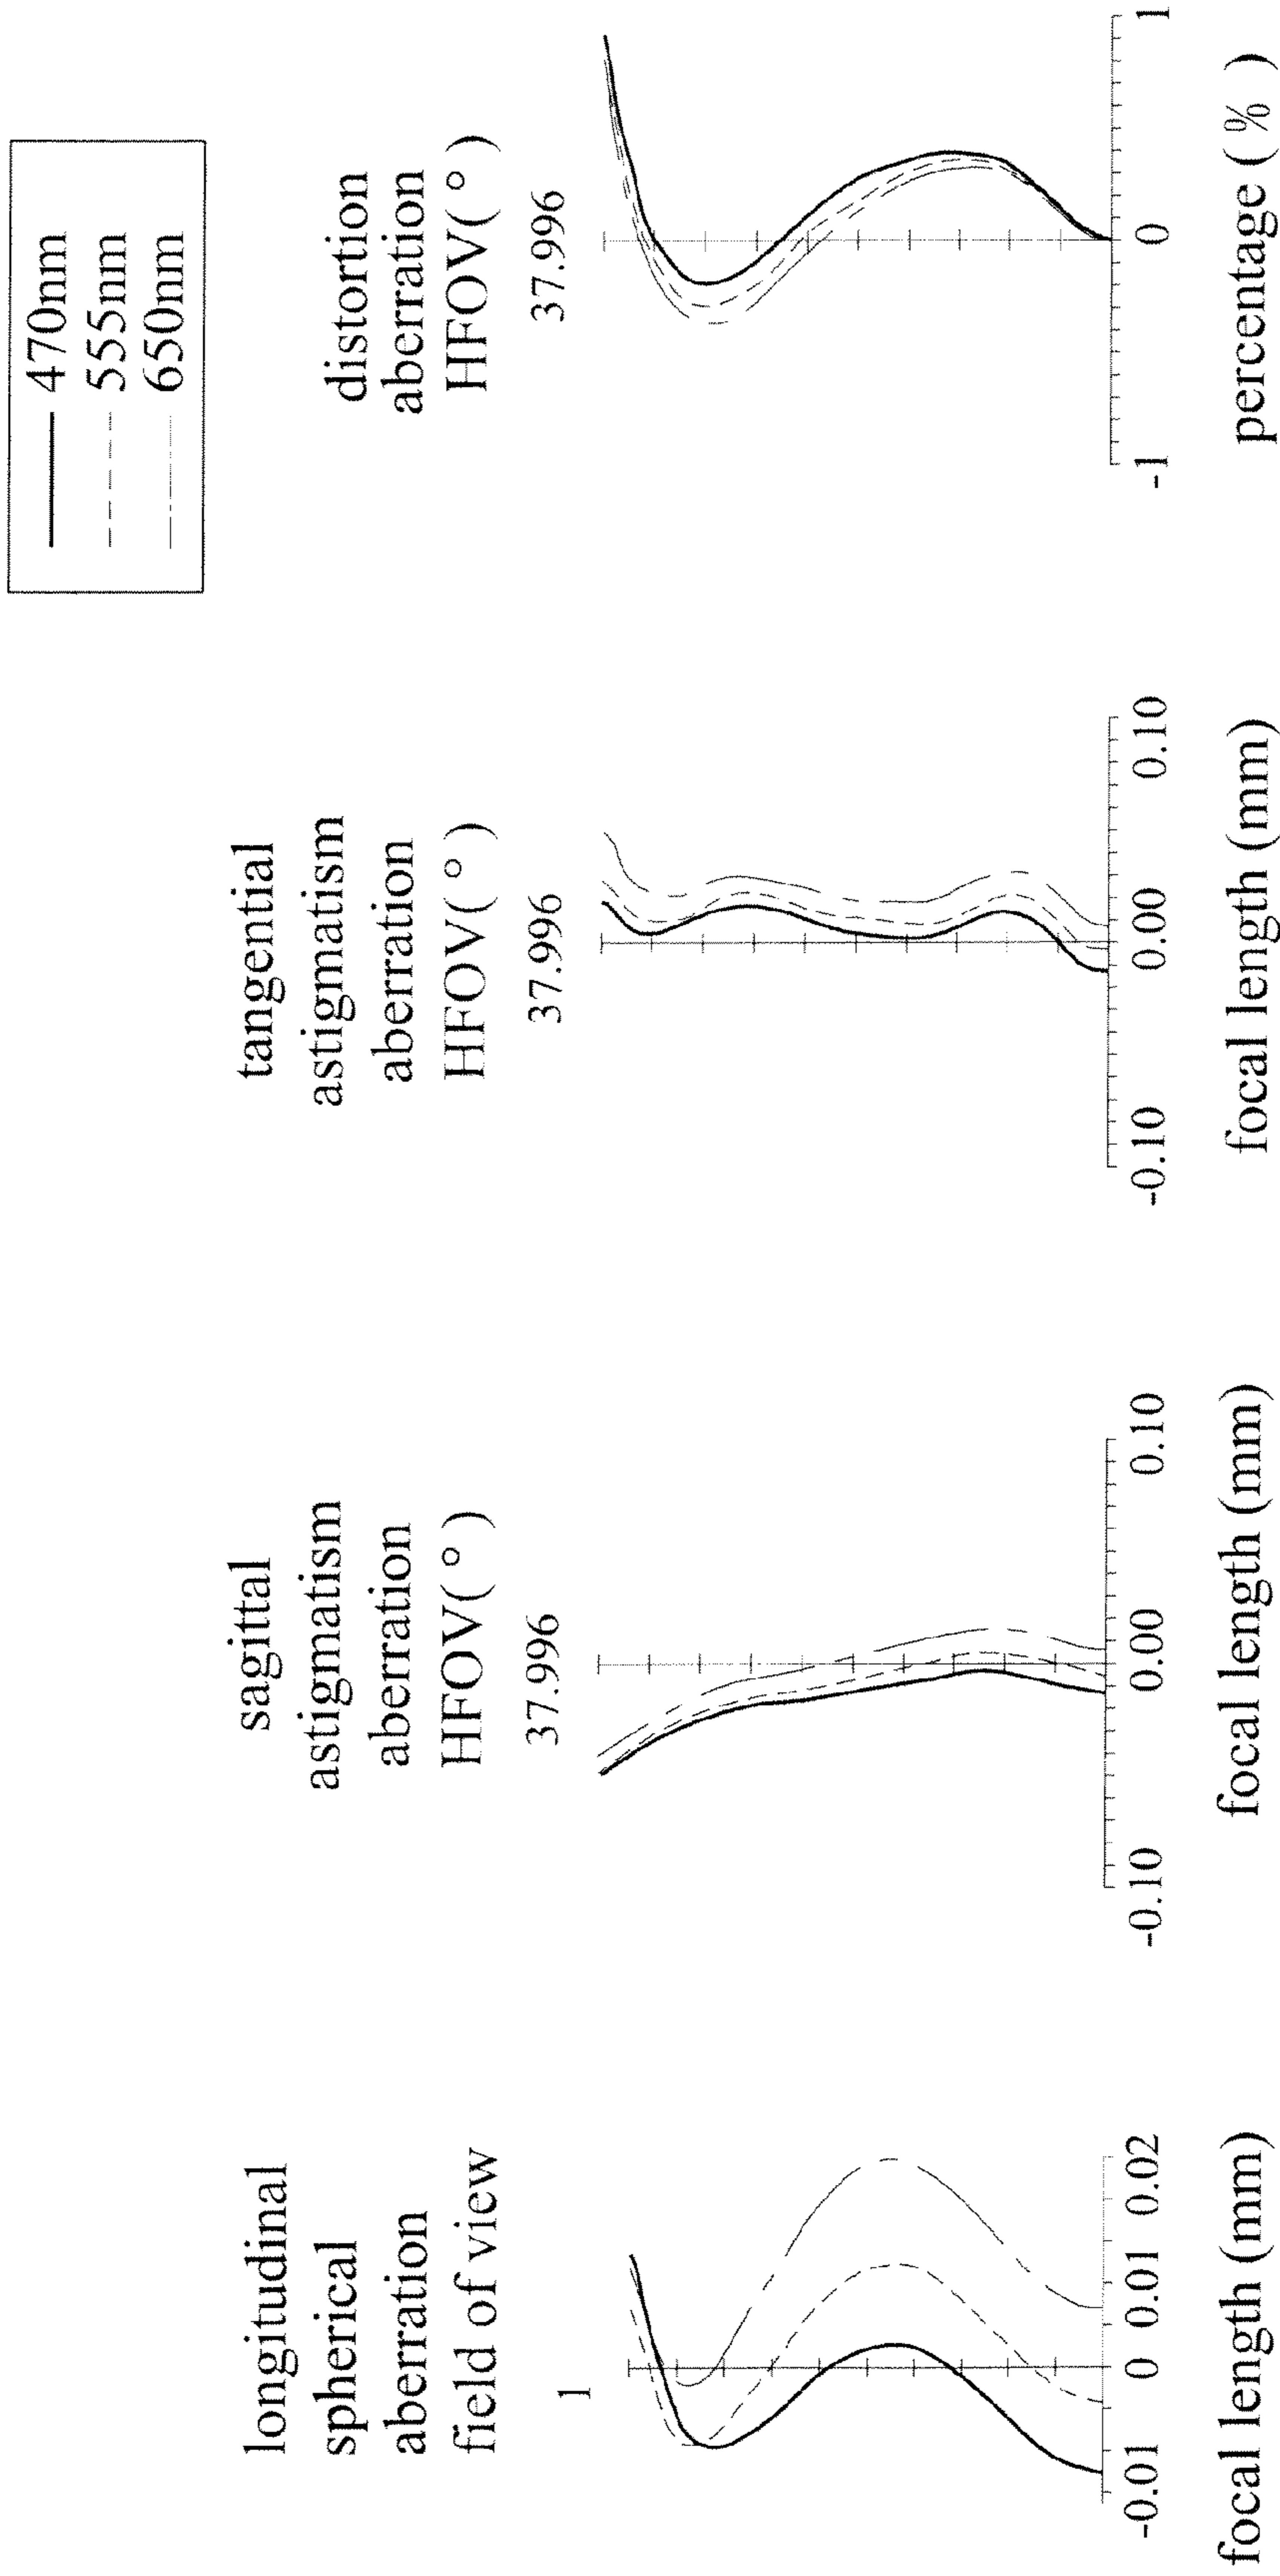 470nm
555nm
650nm
longitudinal
spherical
aberration
field of view
1
-0.01 0 0.01 0.02
focal length (mm)
sagittal
astigmatism
aberration
HFOV(°)
37.996
-0.10 0.00 0.10
focal length (mm)
tangential
astigmatism
aberration
HFOV(°)
37.996
-0.10 0.00 0.10
focal length (mm)
distortion
aberration
HFOV(°)
37.996
-1 0 1
percentage ( % )